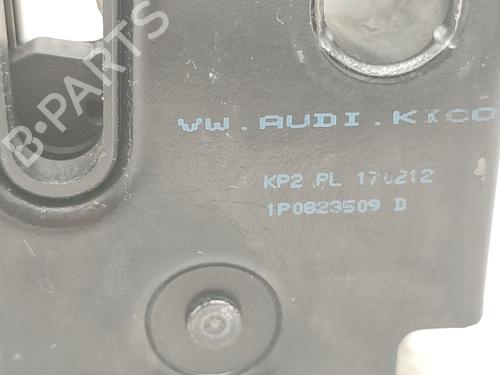 B-PARTS
VW.AUDI.KICO
KP2 PL
1P0823509 D